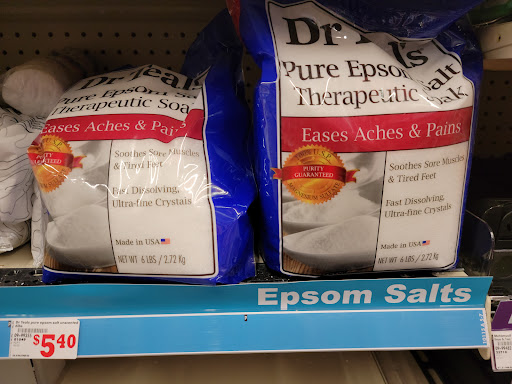 Dr Teal's
Pure Epsom Sa
Therapeutic Soa
Eases Aches & Pains
PURITY
GUARANTEED
Soothes Sore Muscles
& Tired Feet
Fast Dissolving,
Ultra-fine Crystals
Made in USA
NET WT 6 LBS / 2.72 Kg
Dr Teal's
Pure Epsom Salt
Therapeutic Soak
Eases Aches & Pains
PURITY
GUARANTEED
Soothes Sore Muscles
& Tired Feet
Fast Dissolving,
Ultra-fine Crystals
Made in USA
NET WT 6 LBS / 2.72 Kg
Epsom Salts
$5.40